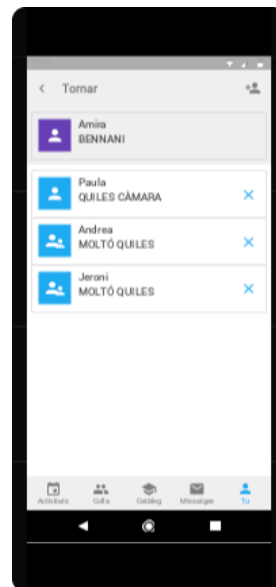 Tornar
Amira
BENNANI
Paula
QUILES CÀMARA
Andrea
MOLTÓ QUILES
Jeroni
MOLTÓ QUILES
Activitats Colla Catàleg Missatges Tu